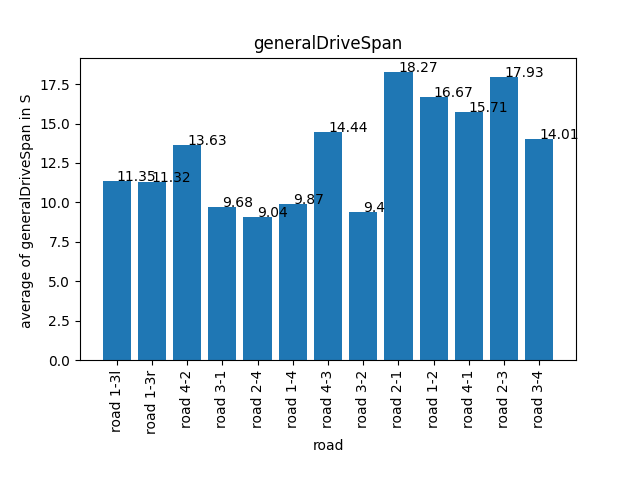 generalDriveSpan
average of generalDriveSpan in S
17.5
15.0
12.5
10.0
7.5
5.0
2.5
0.0
11.35
11.32
13.63
9.68
9.04
9.87
14.44
9.4
18.27
16.67
15.71
17.93
14.01
road 1-3l
road 1-3r
road 4-2
road 3-1
road 2-4
road 1-4
road 4-3
road 3-2
road 2-1
road 1-2
road 4-1
road 2-3
road 3-4
road